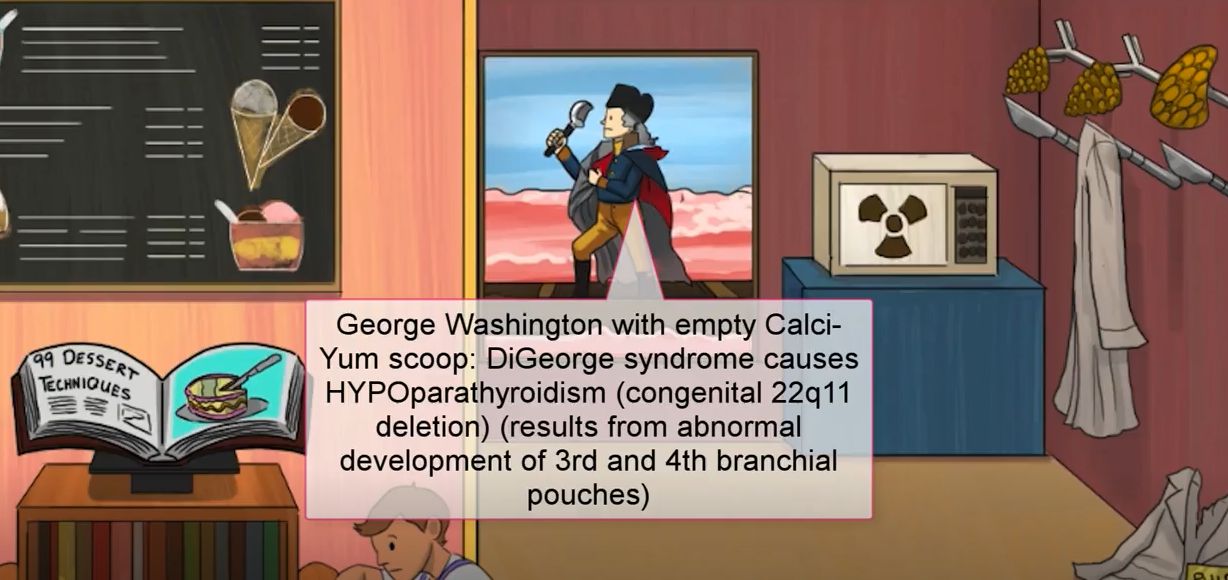 99 DESSERT
TECHNIQUES
George Washington with empty Calci-
Yum scoop: DiGeorge syndrome causes
HYPOparathyroidism (congenital 22q11
deletion) (results from abnormal
development of 3rd and 4th branchial
pouches)